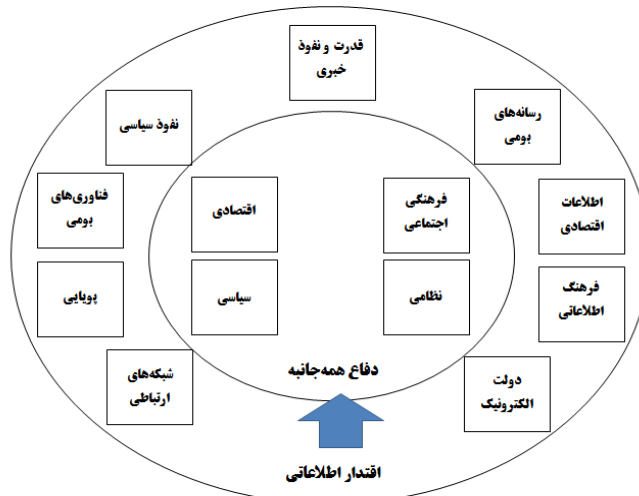 قدرت و نفوذ
خبری
رسانه‌های
بومی
نفوذ سیاسی
اطلاعات
اقتصادی
فرهنگی
اجتماعی
اقتصادی
فناوری‌های
بومی
فرهنگ
اطلاعاتی
نظامی
سیاسی
پویایی
دولت
الکترونیک
دفاع همه‌جانبه
شبکه‌های
ارتباطی
اقتدار اطلاعاتی